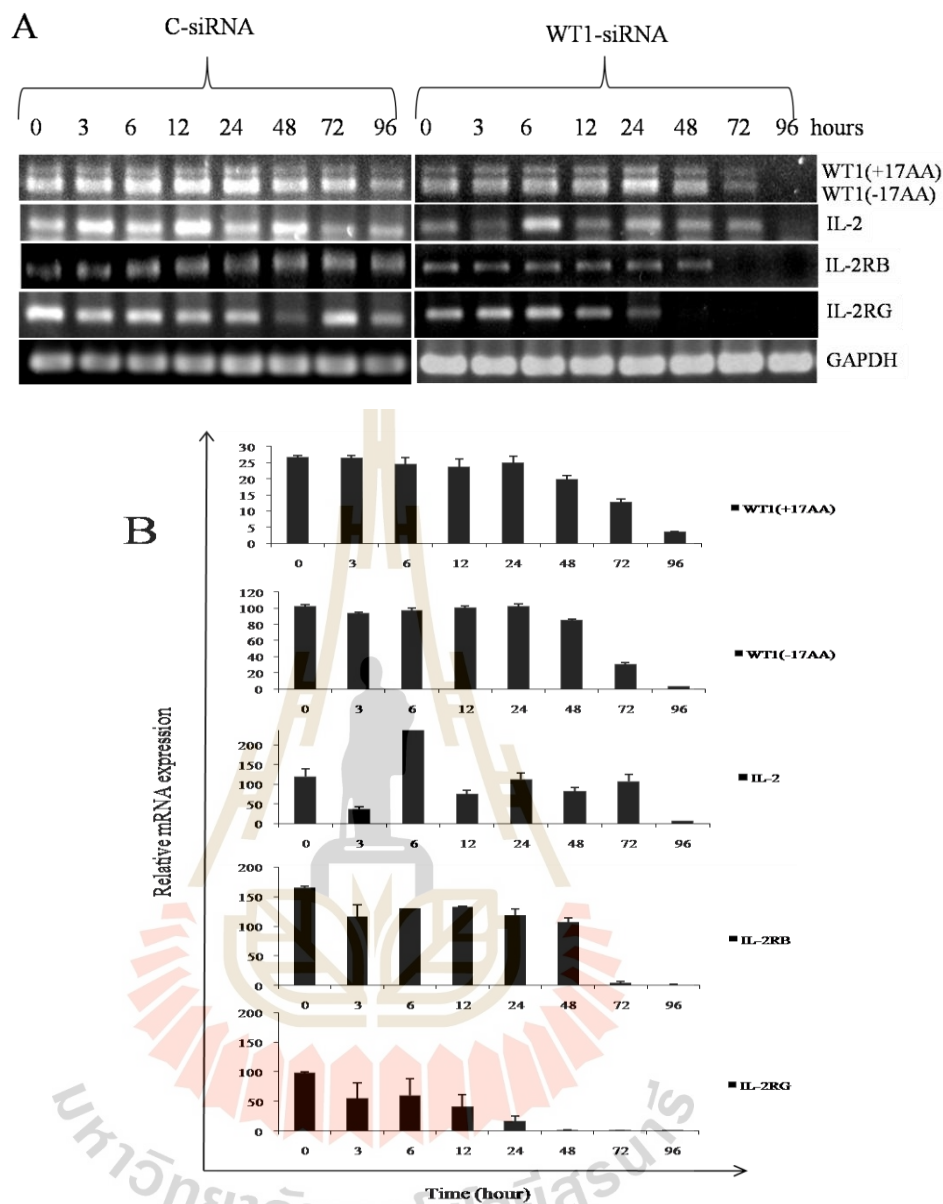 A
C-siRNA
WT1-siRNA
0 3 6 12 24 48 72 96 0 3 6 12 24 48 72 96 hours
WT1(+17AA)
WT1(-17AA)
IL-2
IL-2RB
IL-2RG
GAPDH
B
Relative mRNA expression
30
25
20
15
10
5
0
0 3 6 12 24 48 72 96
WT1(+17AA)
120
100
80
60
40
20
0
0 3 6 12 24 48 72 96
WT1(-17AA)
200
150
100
50
0
0 3 6 12 24 48 72 96
IL-2
200
150
100
50
0
0 3 6 12 24 48 72 96
IL-2RB
200
150
100
50
0
0 3 6 12 24 48 72 96
IL-2RG
Time (hour)